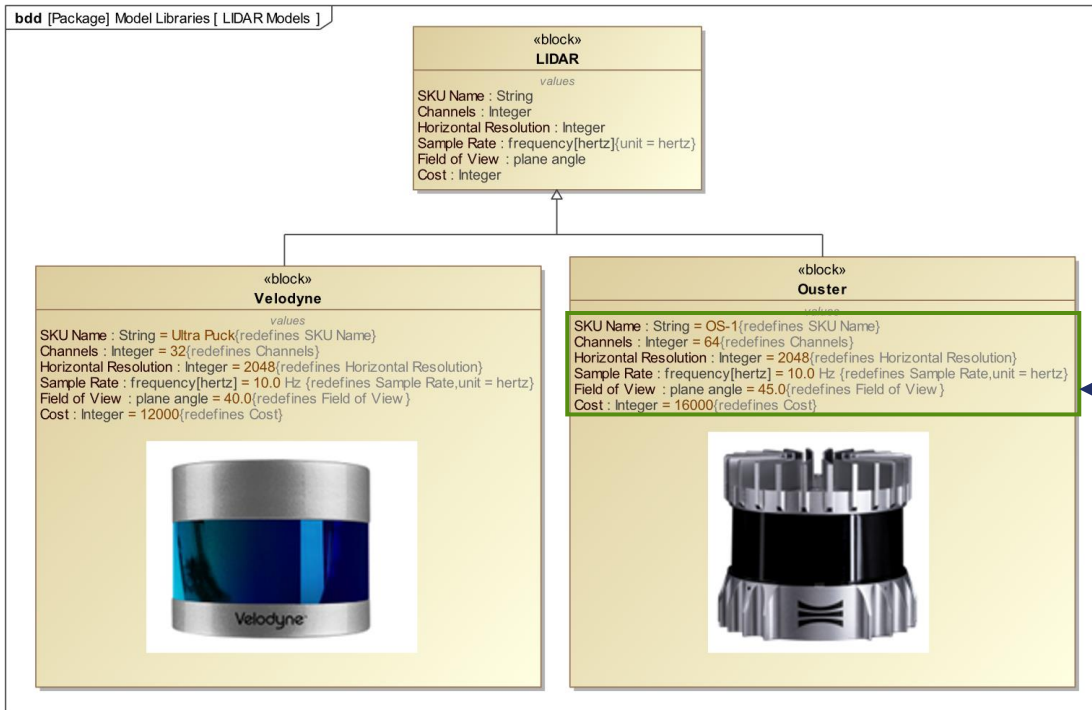 bdd [Package] Model Libraries [ LIDAR Models ]
«block»
LIDAR
values
SKU Name : String
Channels : Integer
Horizontal Resolution : Integer
Sample Rate : frequency[hertz]{unit = hertz}
Field of View : plane angle
Cost : Integer
«block»
Velodyne
values
SKU Name : String = Ultra Puck{redefines SKU Name}
Channels : Integer = 32{redefines Channels}
Horizontal Resolution : Integer = 2048{redefines Horizontal Resolution}
Sample Rate : frequency[hertz] = 10.0 Hz {redefines Sample Rate,unit = hertz}
Field of View : plane angle = 40.0{redefines Field of View}
Cost : Integer = 12000{redefines Cost}
Velodyne
«block»
Ouster
values
SKU Name : String = OS-1{redefines SKU Name}
Channels : Integer = 64{redefines Channels}
Horizontal Resolution : Integer = 2048{redefines Horizontal Resolution}
Sample Rate : frequency[hertz] = 10.0 Hz {redefines Sample Rate,unit = hertz}
Field of View : plane angle = 45.0{redefines Field of View}
Cost : Integer = 16000{redefines Cost}